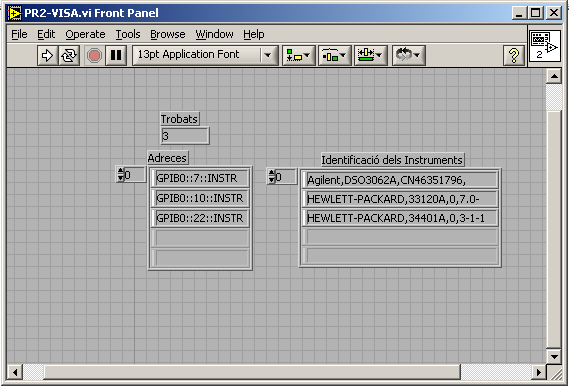 PR2-VISA.vi Front Panel
File Edit Operate Tools Browse Window Help
13pt Application Font
?
2
Trobats
3
Adreces
Identificació dels Instruments
0
GPIB0::7::INSTR
0
Agilent,DSO3062A,CN46351796,
GPIB0::10::INSTR
HEWLETT-PACKARD,33120A,0,7.0-
GPIB0::22::INSTR
HEWLETT-PACKARD,34401A,0,3-1-1